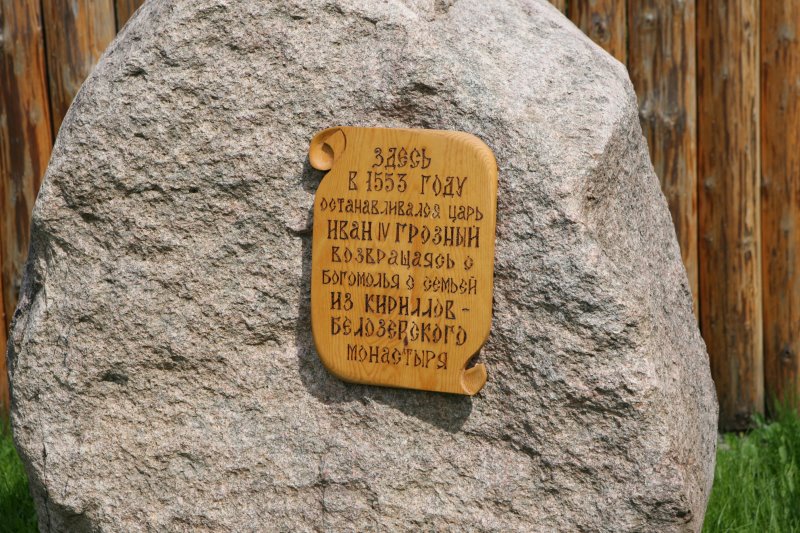 ЗДЕСЬ
В 1553 ГОДУ
ОСТАНАВЛИВАЛСЯ ЦАРЬ
ИВАН IV ГРОЗНЫЙ
ВОЗВРАЩАЯСЬ С
БОГОМОЛЬЯ С СЕМЬЕЙ
ИЗ КИРИЛЛОВ-
БЕЛОЗЕРСКОГО
МОНАСТЫРЯ